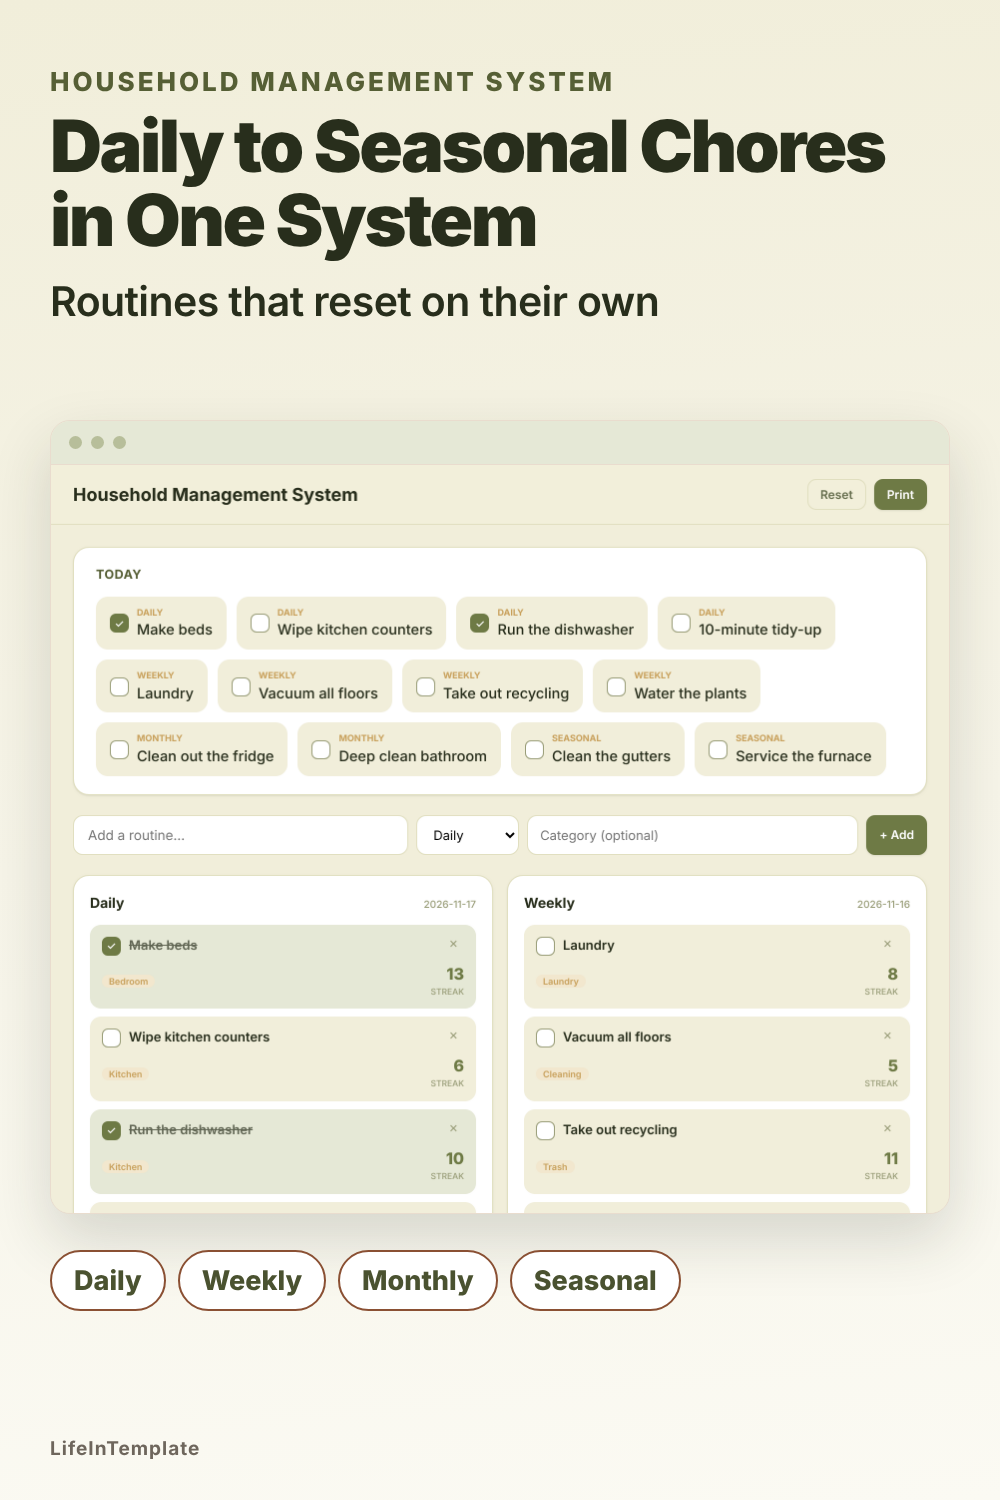 HOUSEHOLD MANAGEMENT SYSTEM
Daily to Seasonal Chores
in One System
Routines that reset on their own
Household Management System
Reset
Print
TODAY
DAILY
Make beds
DAILY
Wipe kitchen counters
DAILY
Run the dishwasher
DAILY
10-minute tidy-up
WEEKLY
Laundry
WEEKLY
Vacuum all floors
WEEKLY
Take out recycling
WEEKLY
Water the plants
MONTHLY
Clean out the fridge
MONTHLY
Deep clean bathroom
SEASONAL
Clean the gutters
SEASONAL
Service the furnace
Add a routine...
Daily
Category (optional)
+ Add
Daily
2026-11-17
Make beds
×
Bedroom
13
STREAK
Wipe kitchen counters
×
Kitchen
6
STREAK
Run the dishwasher
×
Kitchen
10
STREAK
Weekly
2026-11-16
Laundry
×
Laundry
8
STREAK
Vacuum all floors
×
Cleaning
5
STREAK
Take out recycling
×
Trash
11
STREAK
Daily
Weekly
Monthly
Seasonal
LifeInTemplate